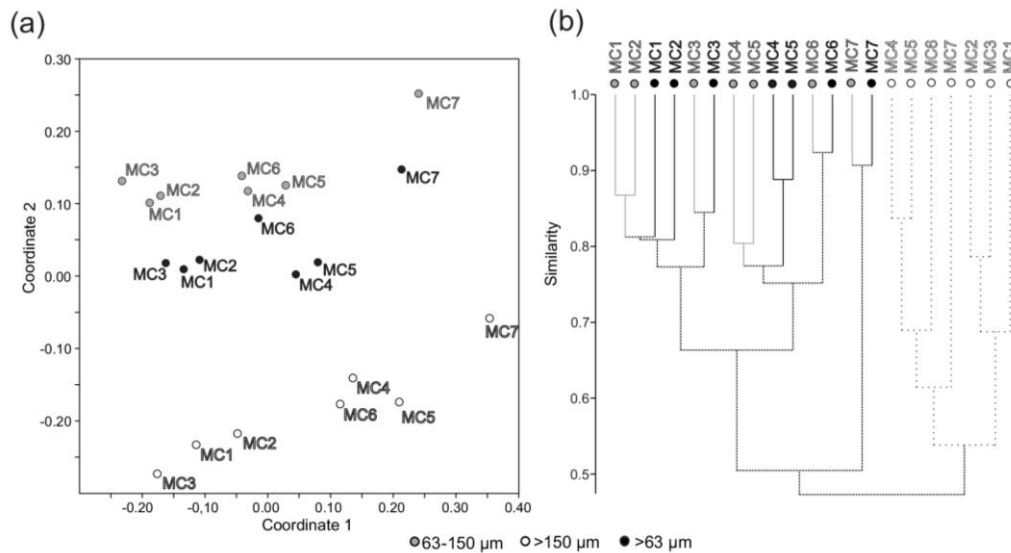 (a)
0.30
0.20
0.10
0.00
-0.10
-0.20
Coordinate 2
MC7
MC3
MC2
MC1
MC6
MC4
MC5
MC7
MC6
MC3
MC1
MC2
MC4
MC5
MC7
MC4
MC6
MC5
MC1
MC2
MC3
-0.20
-0,10
0.00
0.10
0.20
0.30
0.40
Coordinate 1
(b)
MC1
MC2
MC1
MC2
MC3
MC3
MC4
MC5
MC4
MC5
MC6
MC6
MC7
MC7
MC4
MC5
MC6
MC7
MC2
MC3
MC1
1.0
0.9
0.8
0.7
0.6
0.5
Similarity
63-150 µm >150 µm >63 µm